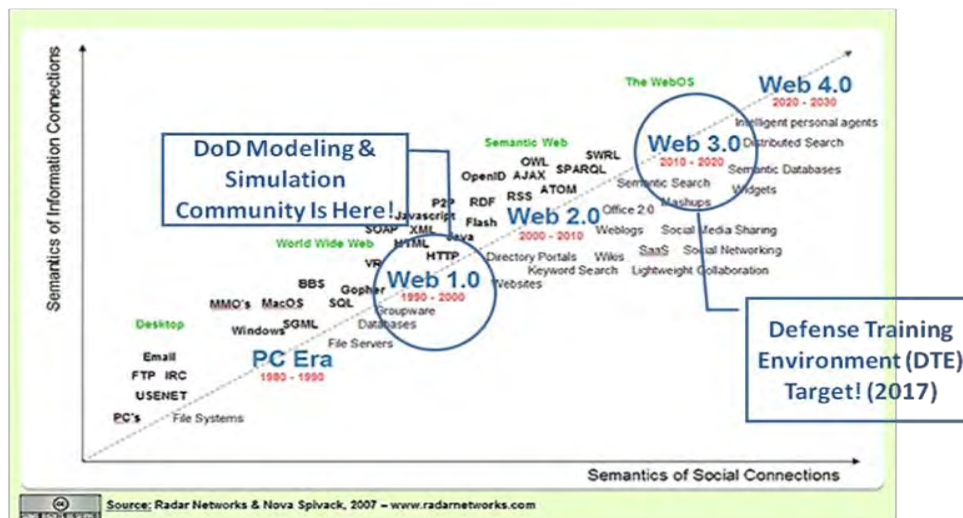 Semantics of Information Connections
The WebOS
Web 4.0
2020 - 2030
Intelligent personal agents
Web 3.0
2010 - 2020
Distributed Search
Semantic Databases
Widgets
Semantic Search
Mashups
DoD Modeling &
Simulation
Community Is Here!
Semantic Web
SWRL
OWL
SPARQL
OpenID AJAX
ATOM
RSS
P2P RDF
Flash
Javascript
SOAP XML
Java
HTML
HTTP
VR
World Wide Web
Web 2.0
2000 - 2010
Office 2.0
Weblogs Social Media Sharing
Directory Portals Wikis SaaS Social Networking
Keyword Search Lightweight Collaboration
Websites
Web 1.0
1990 - 2000
BBS
Gopher
MMO's MacOS SQL
Groupware
Databases
Windows SGML
File Servers
Desktop
PC Era
1980 - 1990
Email
FTP IRC
USENET
PC's File Systems
Defense Training
Environment (DTE)
Target! (2017)
Semantics of Social Connections
cc
Source: Radar Networks & Nova Spivack, 2007 – www.radarnetworks.com